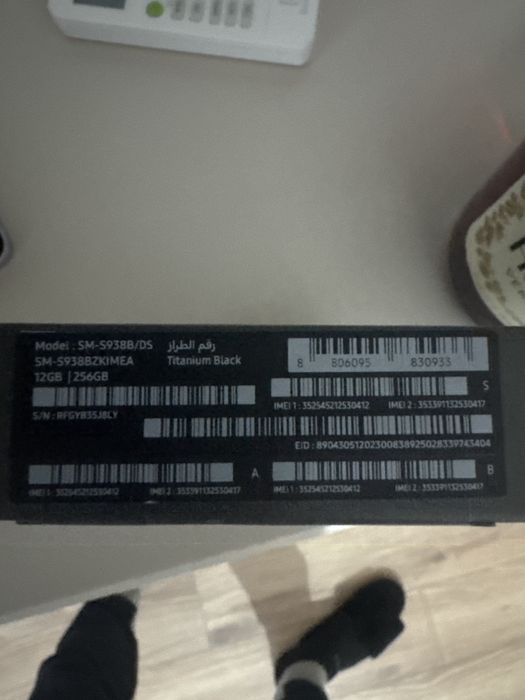 Model : SM-S938B/DS رقم الطراز
SM-S938BZKIMEA Titanium Black
12GB | 256GB
8 806095 830933
S
IMEI 1 : 352545212530412 IMEI 2 : 353391132530417
S/N : RFGYB35J8LY
EID : 89043051202300838925028339743404
A
B
IMEI 1 : 352545212530412 IMEI 2 : 353391132530417
IMEI 1 : 352545212530412 IMEI 2 : 353391132530417